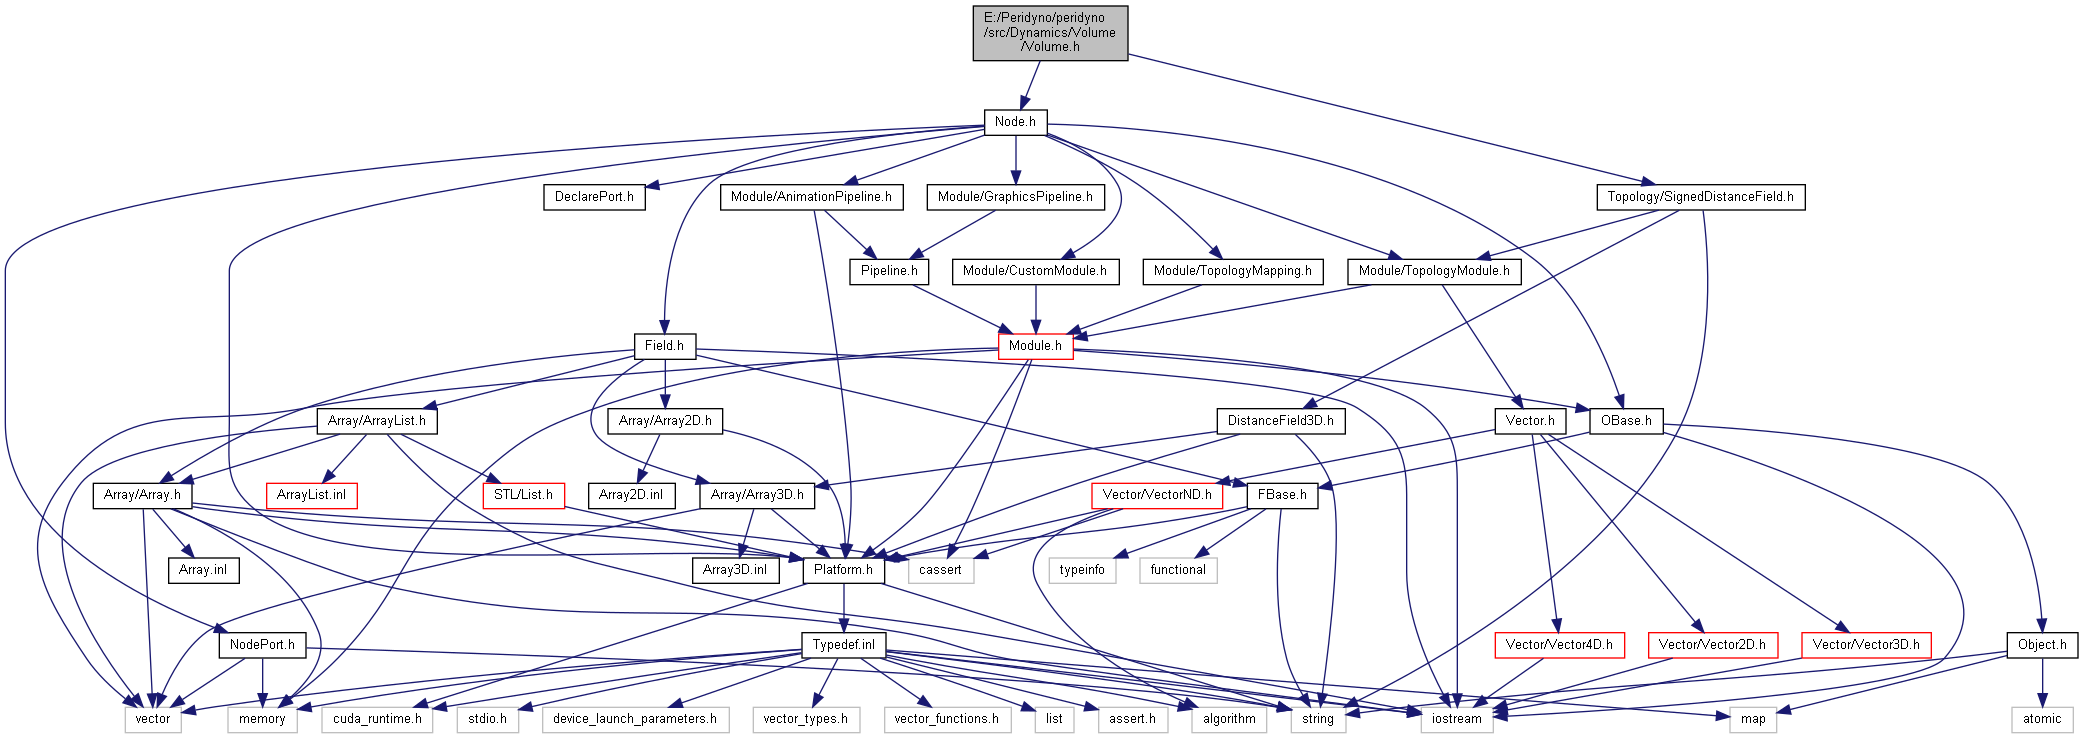 E:/Peridyno/peridyno
/src/Dynamics/Volume
/Volume.h
Node.h
DeclarePort.h
Module/AnimationPipeline.h
Module/GraphicsPipeline.h
Topology/SignedDistanceField.h
Pipeline.h
Module/CustomModule.h
Module/TopologyMapping.h
Module/TopologyModule.h
Field.h
Module.h
Array/ArrayList.h
Array/Array2D.h
DistanceField3D.h
Vector.h
OBase.h
Array/Array.h
ArrayList.inl
STL/List.h
Array2D.inl
Array/Array3D.h
Vector/VectorND.h
FBase.h
Array.inl
Array3D.inl
Platform.h
cassert
typeinfo
functional
NodePort.h
Typedef.inl
Vector/Vector4D.h
Vector/Vector2D.h
Vector/Vector3D.h
Object.h
vector
memory
cuda_runtime.h
stdio.h
device_launch_parameters.h
vector_types.h
vector_functions.h
list
assert.h
algorithm
string
iostream
map
atomic